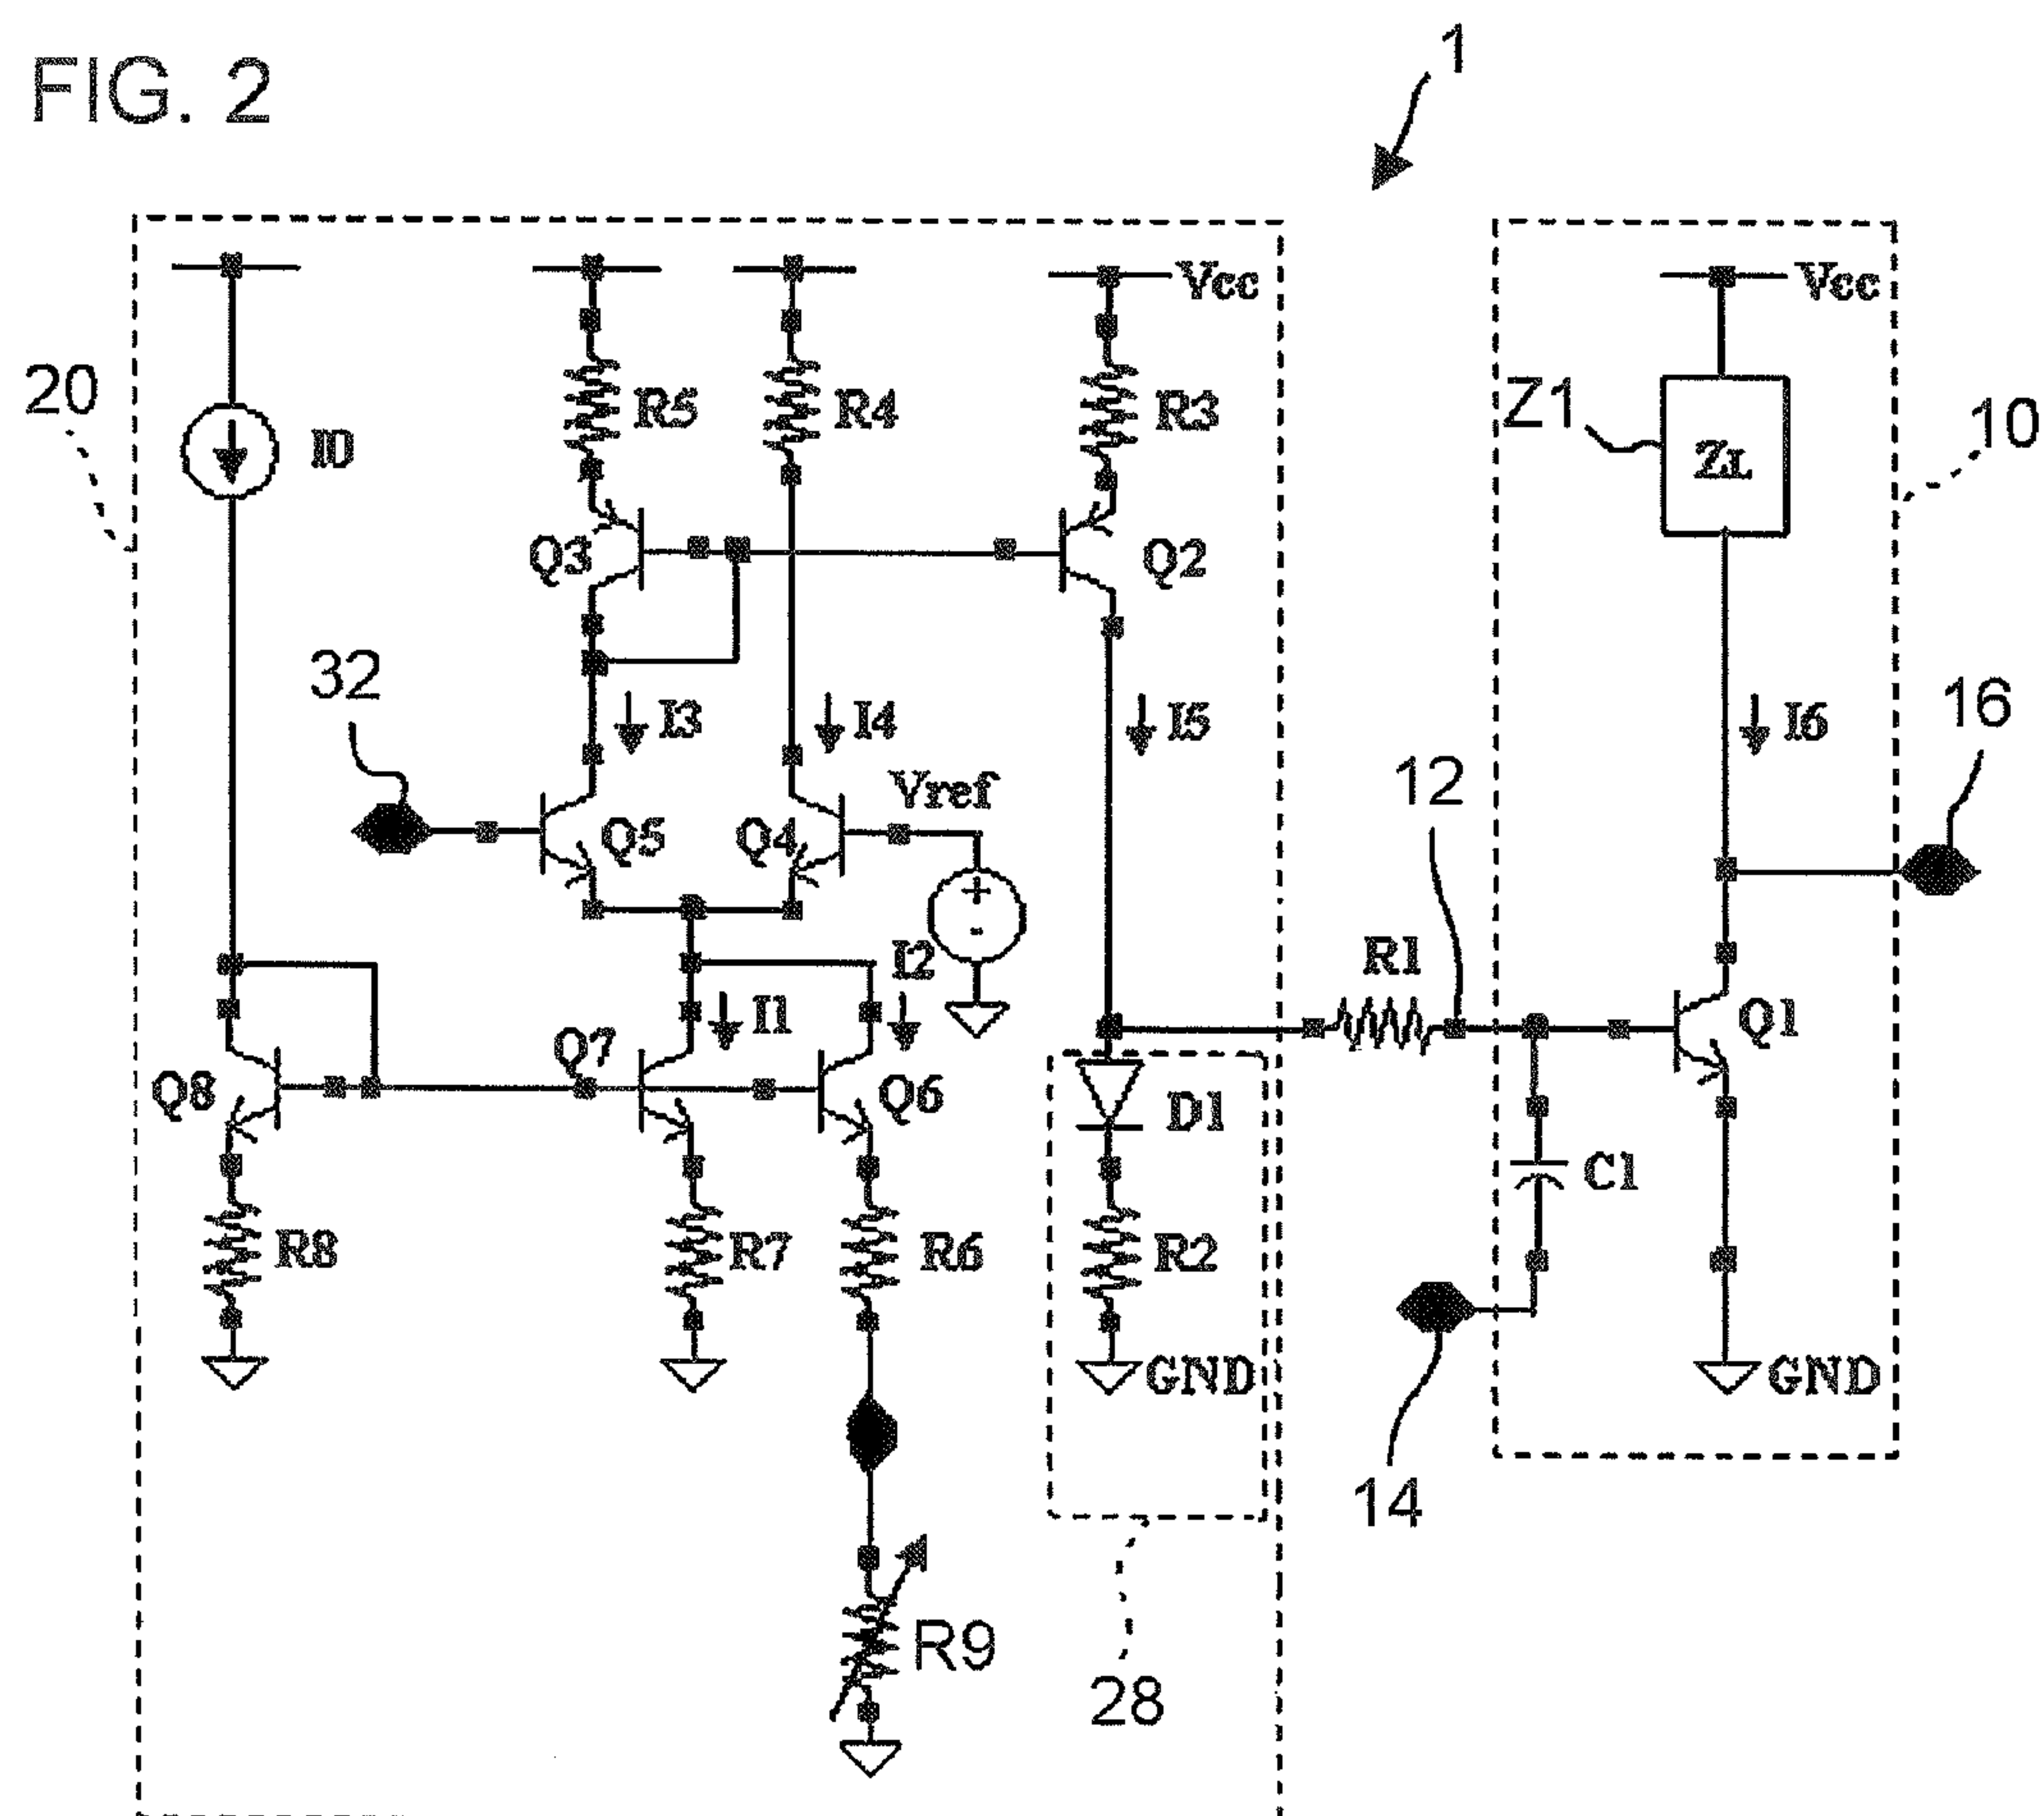 FIG. 2
1
Vcc
Vcc
20
I0
R5
R4
R3
Z1
ZL
10
Q3
Q2
32
I3
I4
I5
I6
16
12
Vref
Q5
Q4
+
-
I2
R1
I1
Q7
Q1
Q8
Q6
D1
C1
R8
R7
R6
R2
GND
GND
14
R9
28